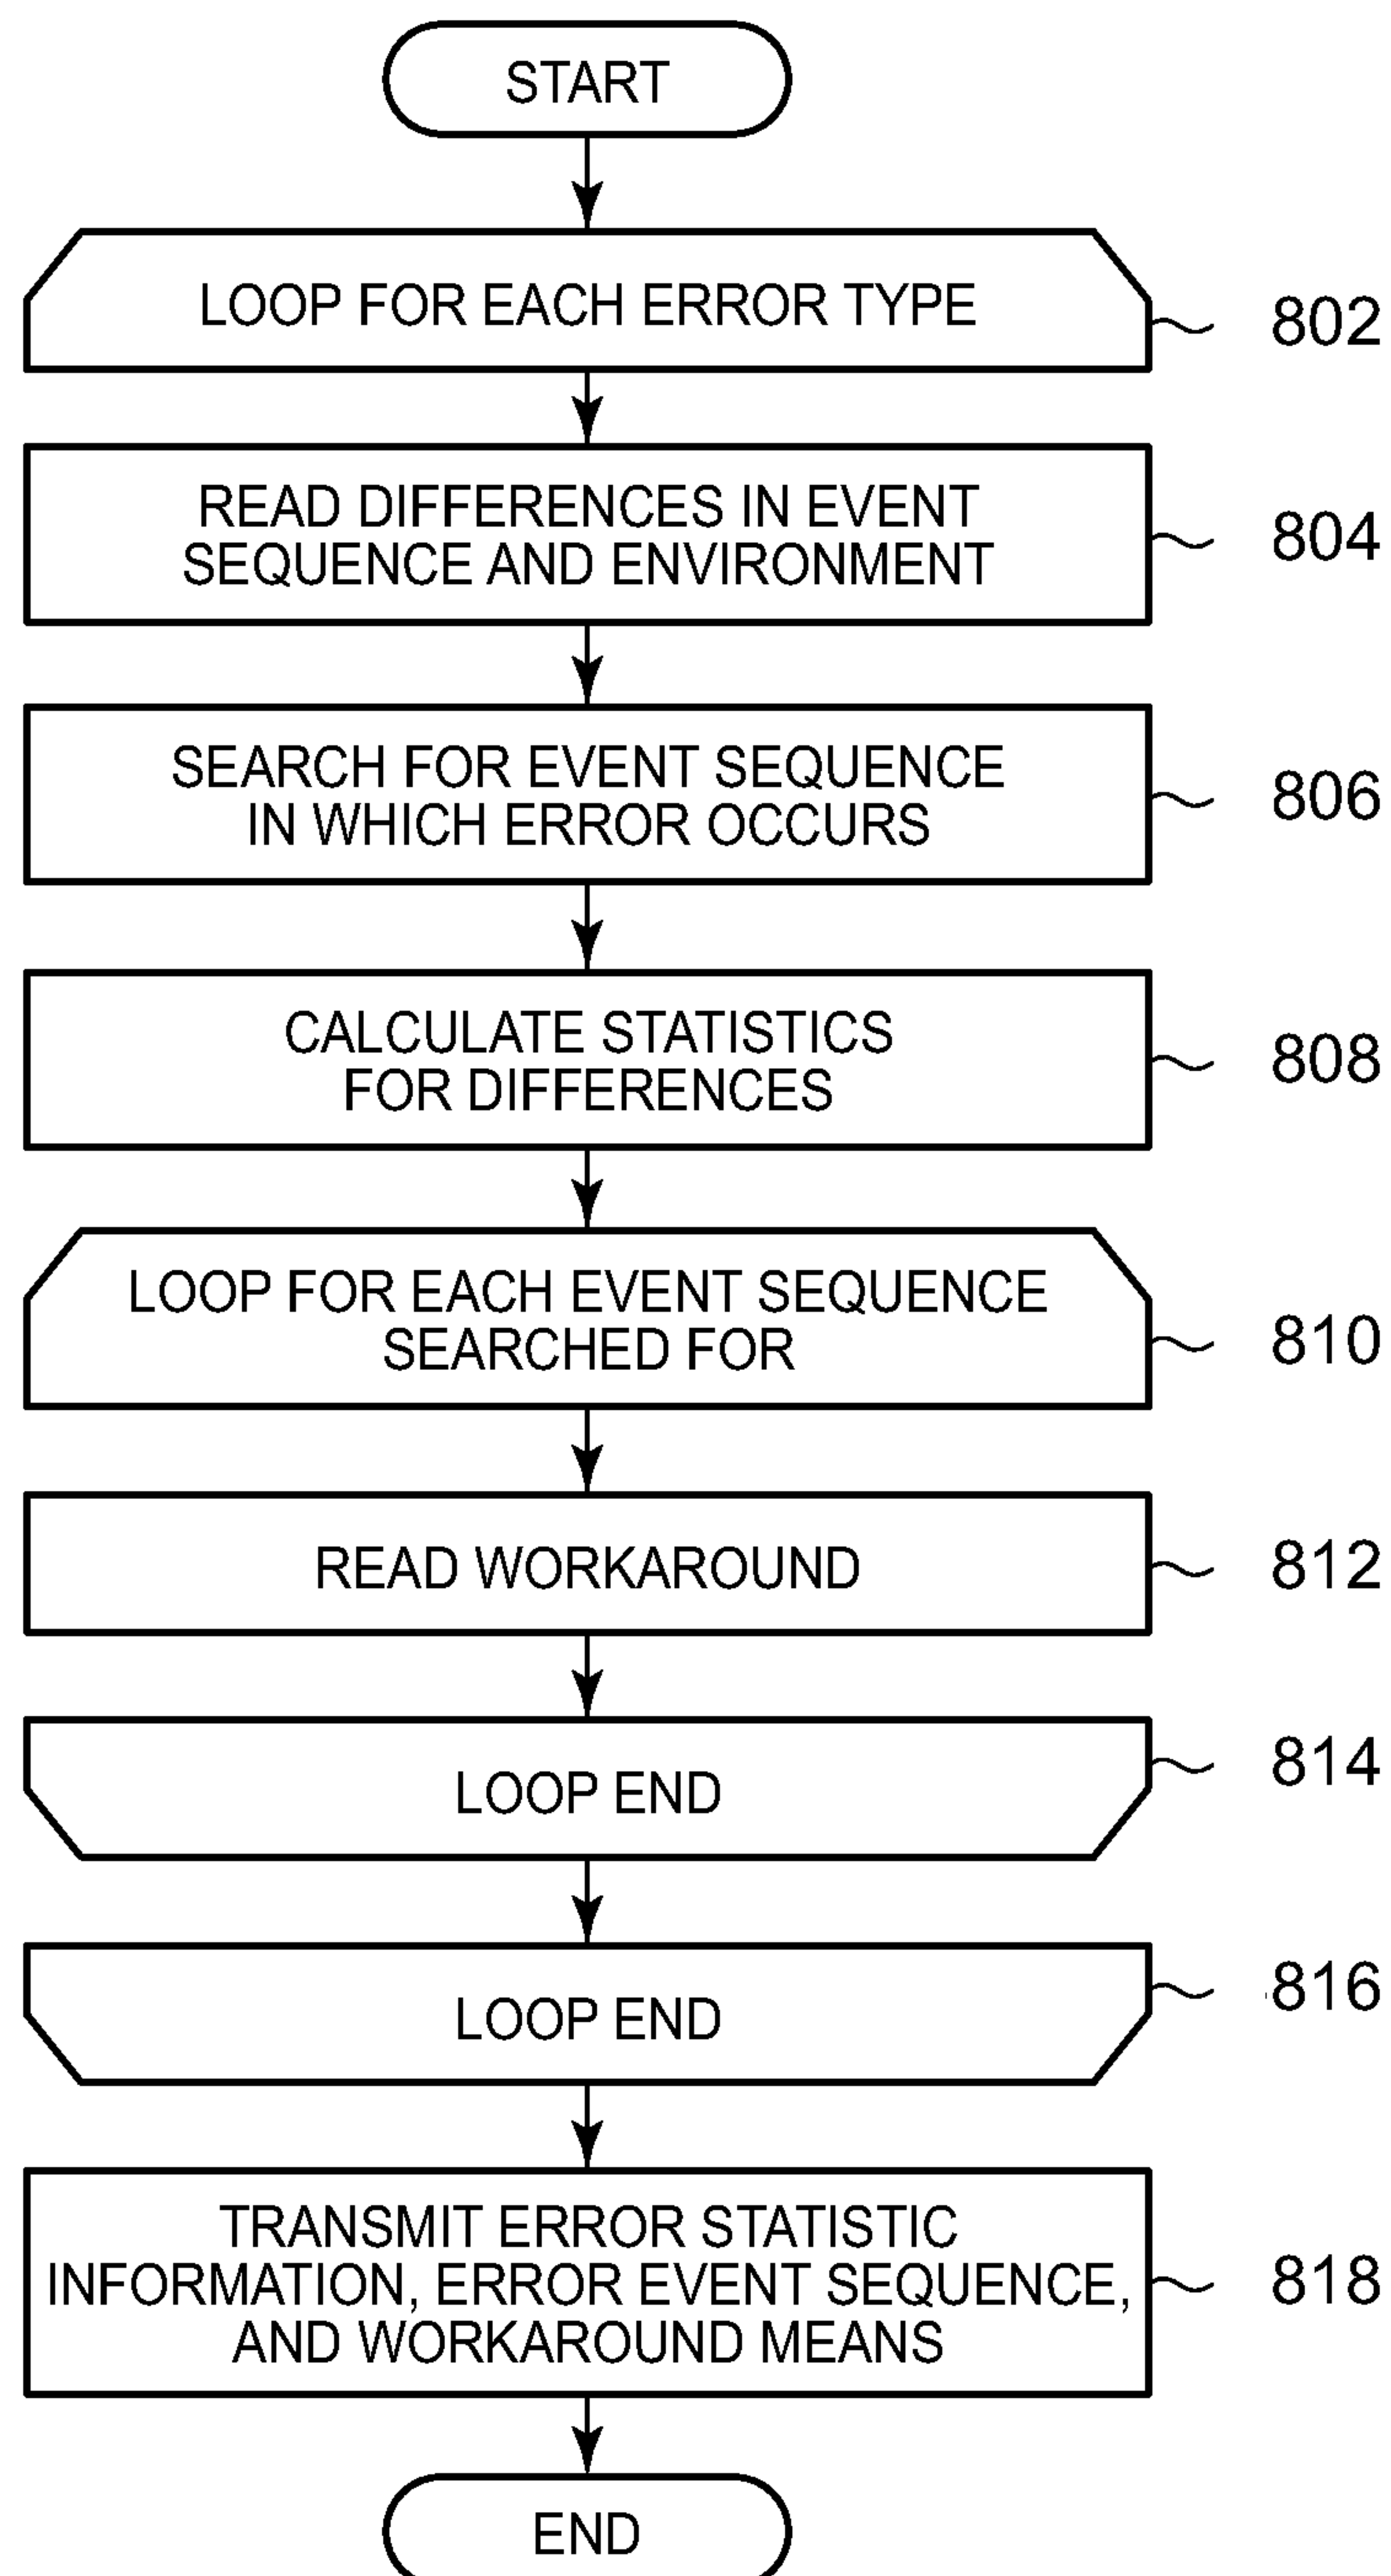 START
LOOP FOR EACH ERROR TYPE
802
READ DIFFERENCES IN EVENT
SEQUENCE AND ENVIRONMENT
804
SEARCH FOR EVENT SEQUENCE
IN WHICH ERROR OCCURS
806
CALCULATE STATISTICS
FOR DIFFERENCES
808
LOOP FOR EACH EVENT SEQUENCE
SEARCHED FOR
810
READ WORKAROUND
812
LOOP END
814
LOOP END
816
TRANSMIT ERROR STATISTIC
INFORMATION, ERROR EVENT SEQUENCE,
AND WORKAROUND MEANS
818
END